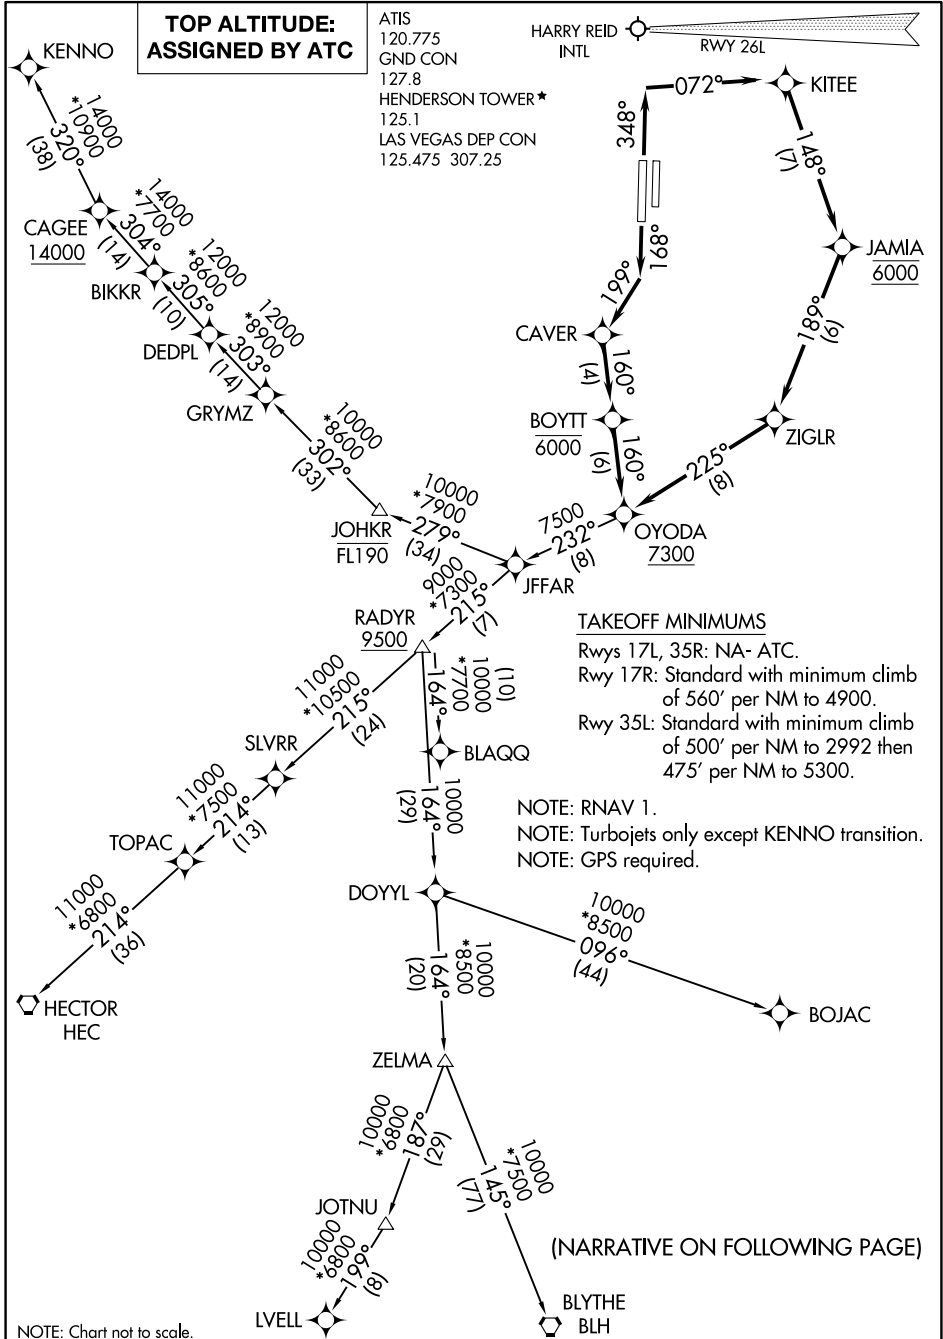 TOP ALTITUDE:
ASSIGNED BY ATC
ATIS
120.775
GND CON
127.8
HENDERSON TOWER★
125.1
LAS VEGAS DEP CON
125.475 307.25
HARRY REID
INTL
RWY 26L
KENNO
14000
*10900
320°
(38)
CAGEE
14000
14000
*7700
304°
(14)
BIKKR
12000
*8600
305°
(10)
DEDPL
12000
*8900
303°
(14)
GRYMZ
10000
*8600
302°
(33)
JOHKR
FL190
10000
*7900
279°
(34)
JFFAR
348°
072°
KITEE
148°
(7)
JAMIA
6000
189°
(6)
ZIGLR
225°
(8)
168°
199°
CAVER
160°
(4)
BOYTT
6000
160°
(6)
OYODA
7300
7500
232°
(8)
9000
*7300
215°
(7)
RADYR
9500
11000
*10500
215°
(24)
SLVRR
11000
*7500
214°
(13)
TOPAC
11000
*6800
214°
(36)
HECTOR
HEC
(10)
10000
*7700
164°
BLAQQ
10000
164°
(29)
DOYYL
10000
*8500
096°
(44)
BOJAC
10000
*8500
164°
(20)
ZELMA
10000
*6800
187°
(29)
JOTNU
10000
*6800
199°
(8)
LVELL
10000
*7500
145°
(77)
BLYTHE
BLH
TAKEOFF MINIMUMS
Rwys 17L, 35R: NA- ATC.
Rwy 17R: Standard with minimum climb
of 560' per NM to 4900.
Rwy 35L: Standard with minimum climb
of 500' per NM to 2992 then
475' per NM to 5300.
NOTE: RNAV 1.
NOTE: Turbojets only except KENNO transition.
NOTE: GPS required.
(NARRATIVE ON FOLLOWING PAGE)
NOTE: Chart not to scale.